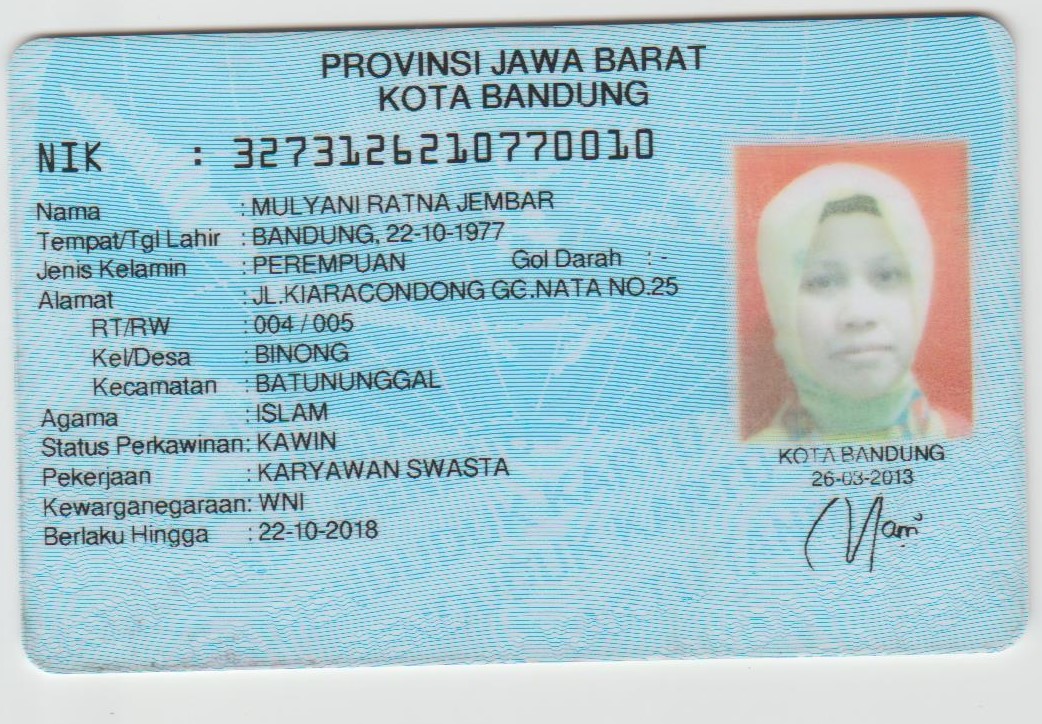 PROVINSI JAWA BARAT
KOTA BANDUNG
NIK : 3273126210770010
Nama : MULYANI RATNA JEMBAR
Tempat/Tgl Lahir : BANDUNG, 22-10-1977
Jenis Kelamin : PEREMPUAN Gol Darah : -
Alamat : JL.KIARACONDONG GG.NATA NO.25
RT/RW : 004 / 005
Kel/Desa : BINONG
Kecamatan : BATUNUNGGAL
Agama : ISLAM
Status Perkawinan: KAWIN
Pekerjaan : KARYAWAN SWASTA
Kewarganegaraan: WNI
Berlaku Hingga : 22-10-2018
KOTA BANDUNG
26-03-2013